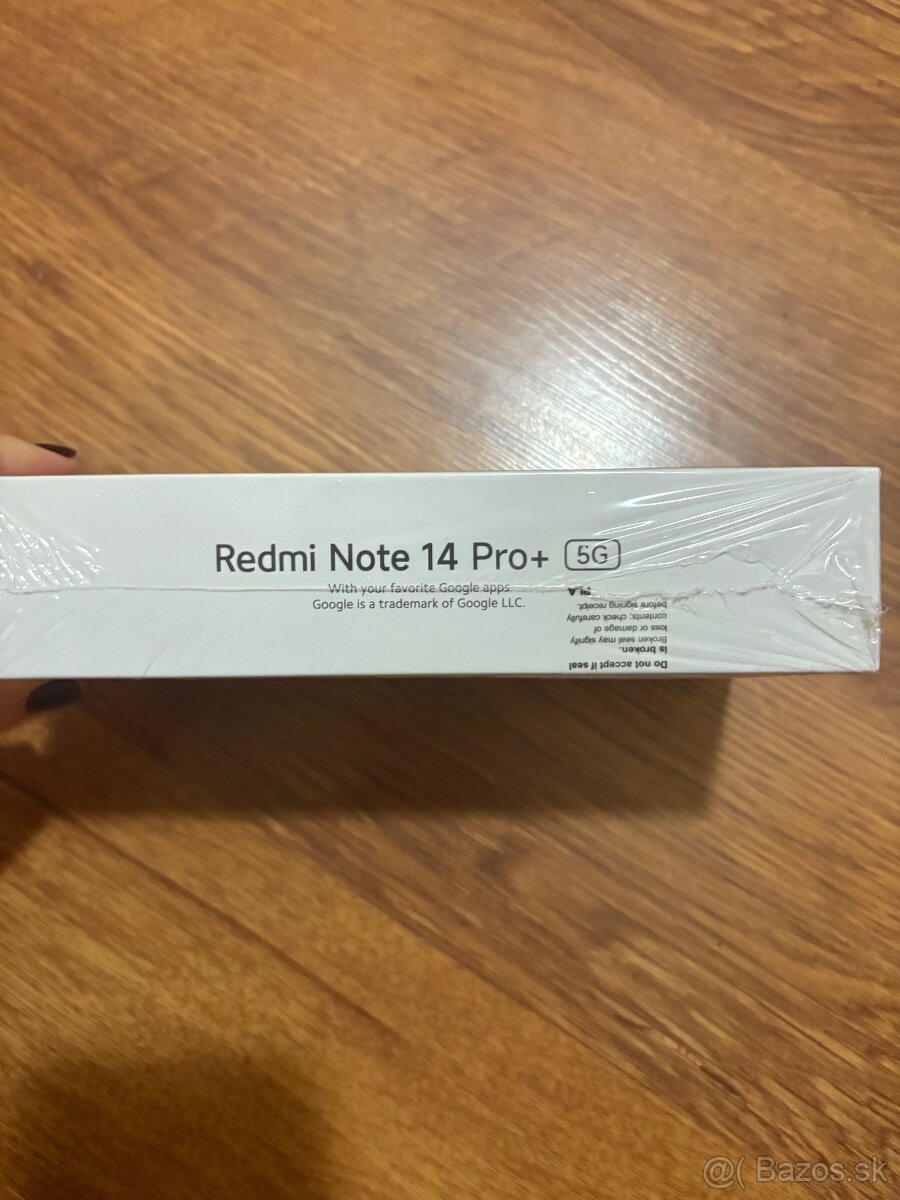 Redmi Note 14 Pro+ 5G
With your favorite Google apps
Google is a trademark of Google LLC.
Do not accept if seal
is broken.
Broken seal may signify
loss or damage of
contents; check carefully
before signing receipt.
PLA
@( Bazos.sk